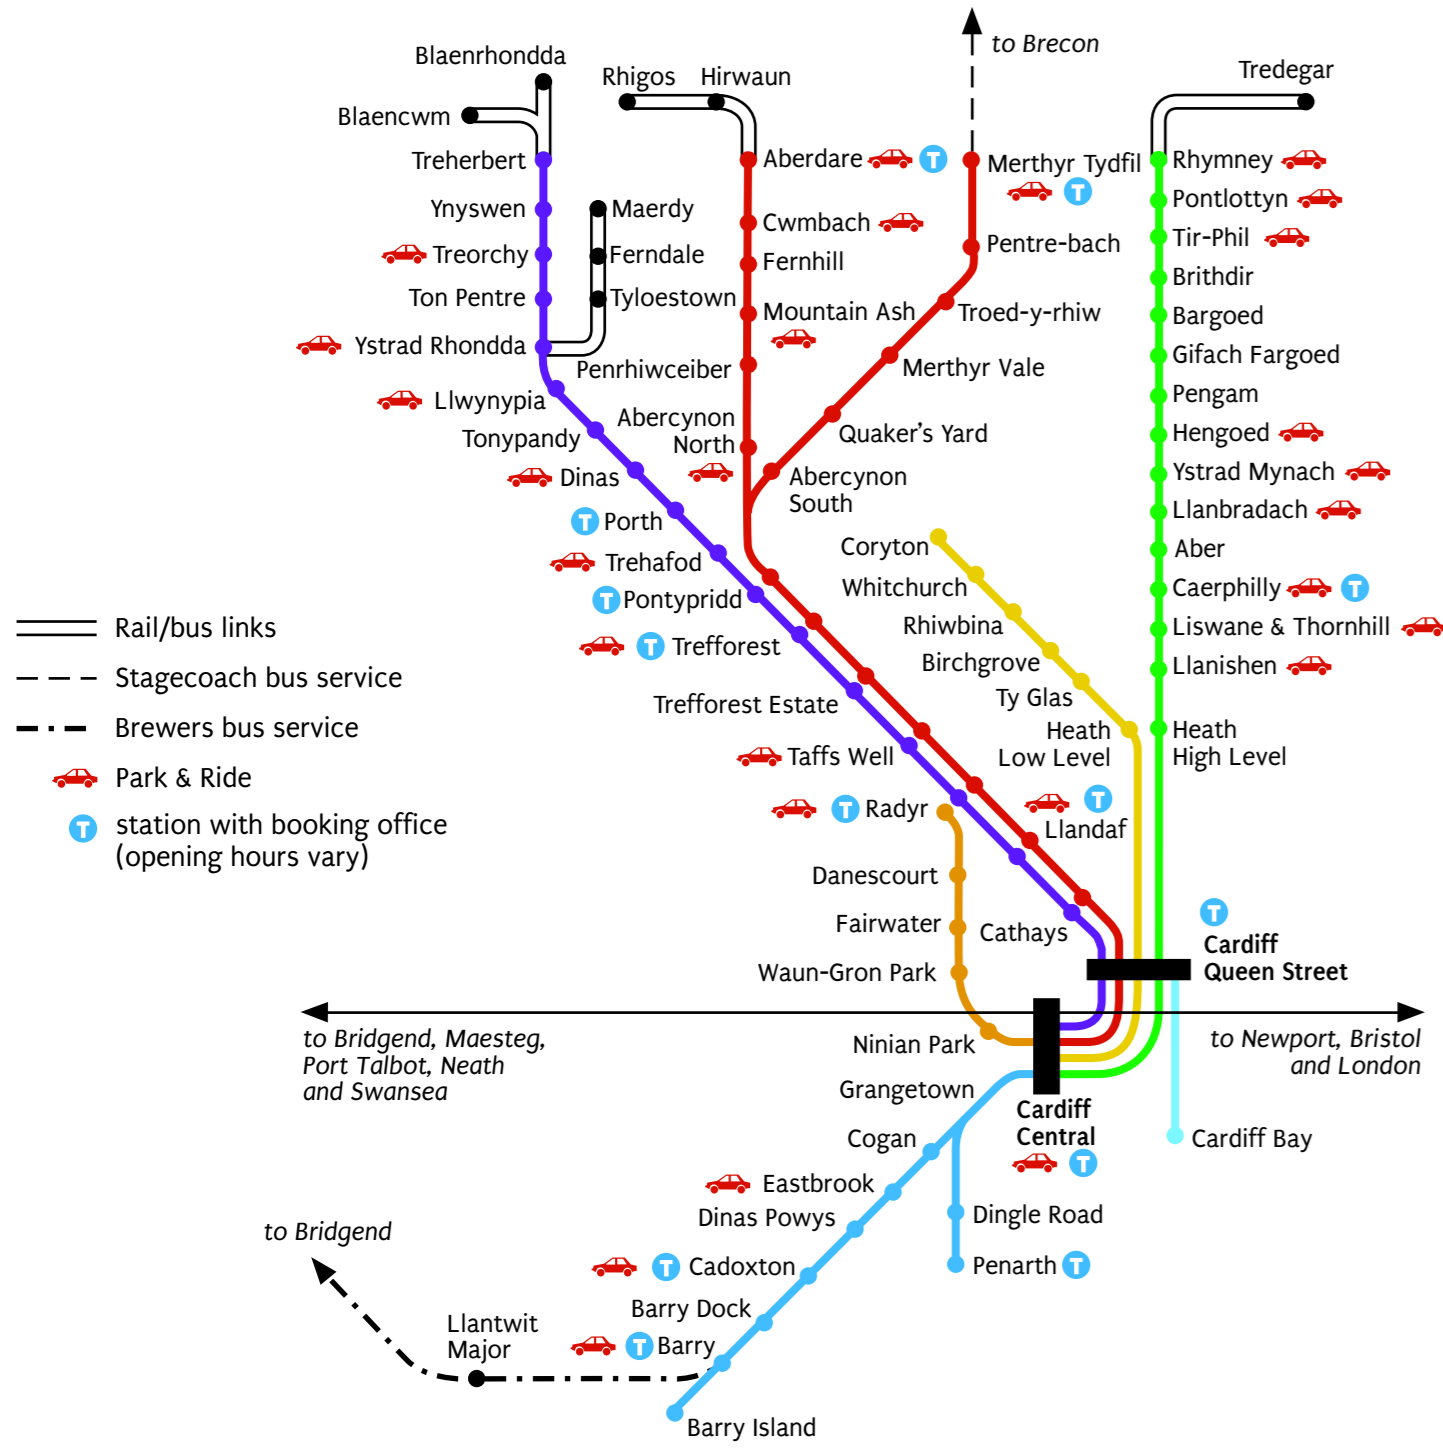 to Brecon
Blaenrhondda
Rhigos
Hirwaun
Tredegar
Blaencwm
Treherbert
Aberdare
T
Merthyr Tydfil
T
Rhymney
Ynyswen
Maerdy
Cwmbach
Pentre-bach
Pontlottyn
Tir-Phil
Treorchy
Ferndale
Fernhill
Brithdir
Ton Pentre
Tyloestown
Mountain Ash
Troed-y-rhiw
Bargoed
Ystrad Rhondda
Penrhiwceiber
Merthyr Vale
Gifach Fargoed
Pengam
Llwynypia
Abercynon
North
Quaker's Yard
Hengoed
Tonypandy
Dinas
Abercynon
South
Ystrad Mynach
Llanbradach
T
Porth
Coryton
Aber
Trehafod
Whitchurch
Caerphilly
T
T
Pontypridd
Rhiwbina
Liswane & Thornhill
T
Trefforest
Birchgrove
Llanishen
Trefforest Estate
Ty Glas
Heath
Low Level
Heath
High Level
Taffs Well
T
Radyr
T
Llandaf
Danescourt
Fairwater
Cathays
T
Cardiff
Queen Street
Waun-Gron Park
Rail/bus links
Stagecoach bus service
Brewers bus service
Park & Ride
T
station with booking office
(opening hours vary)
to Bridgend, Maesteg,
Port Talbot, Neath
and Swansea
Ninian Park
to Newport, Bristol
and London
Grangetown
Cardiff
Central
T
Cogan
Cardiff Bay
Eastbrook
Dinas Powys
Dingle Road
Penarth
T
T
Cadoxton
Barry Dock
T
Barry
Barry Island
to Bridgend
Llantwit
Major